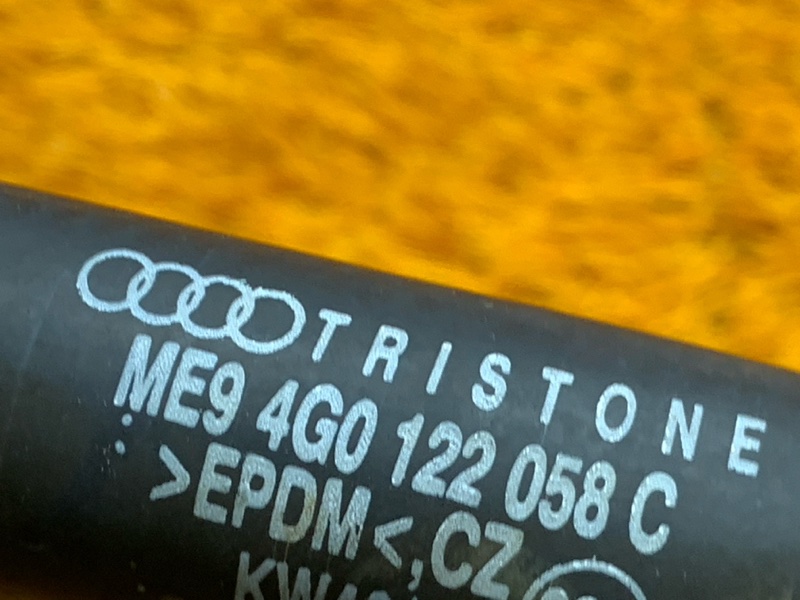 TRISTONE
ME9 4G0 122 058 C
>EPDM<,CZ